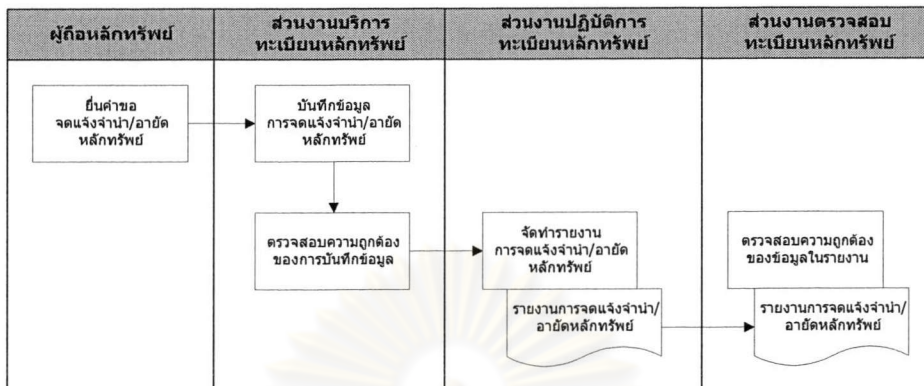 ผู้ถือหลักทรัพย์
ส่วนงานบริการ
ทะเบียนหลักทรัพย์
ส่วนงานปฏิบัติการ
ทะเบียนหลักทรัพย์
ส่วนงานตรวจสอบ
ทะเบียนหลักทรัพย์
ยื่นคำขอ
จดแจ้งจำนำ/อายัด
หลักทรัพย์
บันทึกข้อมูล
การจดแจ้งจำนำ/อายัด
หลักทรัพย์
ตรวจสอบความถูกต้อง
ของการบันทึกข้อมูล
จัดทำรายงาน
การจดแจ้งจำนำ/อายัด
หลักทรัพย์
รายงานการจดแจ้งจำนำ/
อายัดหลักทรัพย์
ตรวจสอบความถูกต้อง
ของข้อมูลในรายงาน
รายงานการจดแจ้งจำนำ/
อายัดหลักทรัพย์